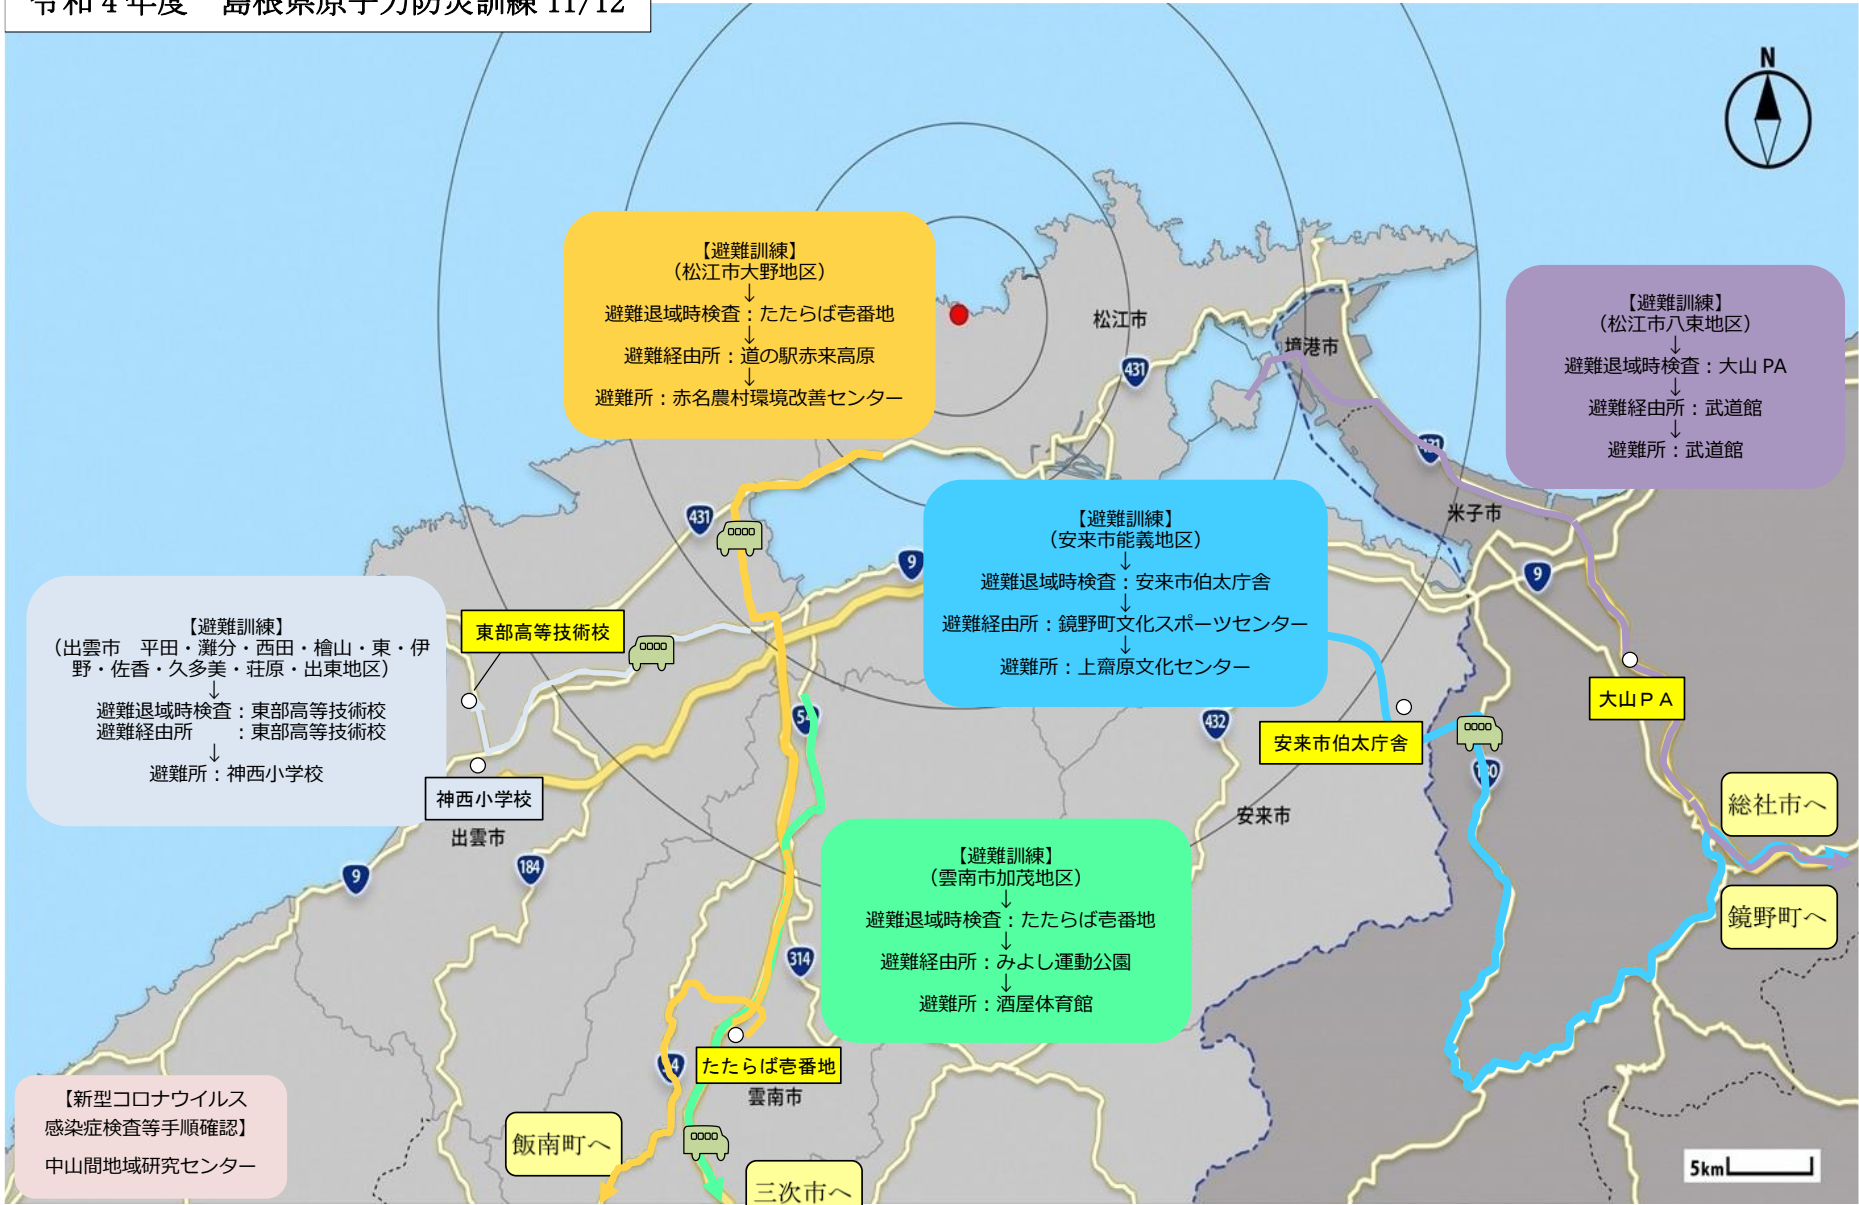 令和4年度　島根県原子力防災訓練 11/12
N
【避難訓練】
（松江市大野地区）
↓
避難退域時検査：たたらば壱番地
↓
避難経由所：道の駅赤来高原
↓
避難所：赤名農村環境改善センター
松江市
境港市
431
【避難訓練】
（松江市八束地区）
↓
避難退域時検査：大山 PA
↓
避難経由所：武道館
↓
避難所：武道館
431
米子市
431
9
9
【避難訓練】
（安来市能義地区）
↓
避難退域時検査：安来市伯太庁舎
↓
避難経由所：鏡野町文化スポーツセンター
↓
避難所：上齋原文化センター
【避難訓練】
（出雲市　平田・灘分・西田・檜山・東・伊
野・佐香・久多美・荘原・出東地区）
↓
避難退域時検査：東部高等技術校
避難経由所　　：東部高等技術校
↓
避難所：神西小学校
東部高等技術校
神西小学校
出雲市
54
432
安来市伯太庁舎
180
大山ＰＡ
安来市
総社市へ
鏡野町へ
9
184
314
【避難訓練】
（雲南市加茂地区）
↓
避難退域時検査：たたらば壱番地
↓
避難経由所：みよし運動公園
↓
避難所：酒屋体育館
54
たたらば壱番地
雲南市
飯南町へ
三次市へ
【新型コロナウイルス
感染症検査等手順確認】
中山間地域研究センター
5km